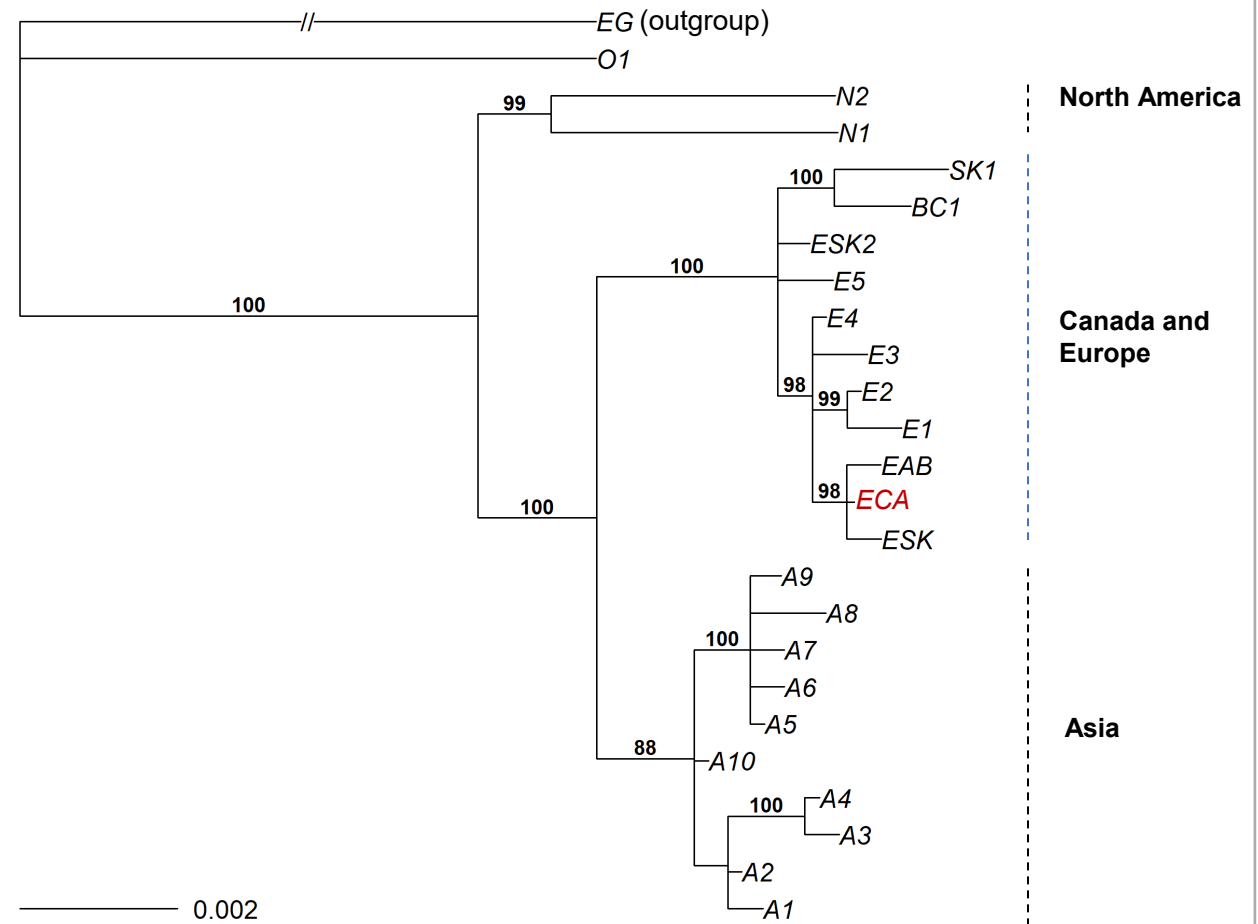 // EG (outgroup)
O1
99 N2 North America
N1
100 SK1
BC1
ESK2
100 E5
100 E4 Canada and
Europe
E3
98 99 E2
E1
EAB
98 ECA
100 ESK
A9
A8
100 A7
A6
A5 Asia
88 A10
100 A4
A3
A2
A1
0.002